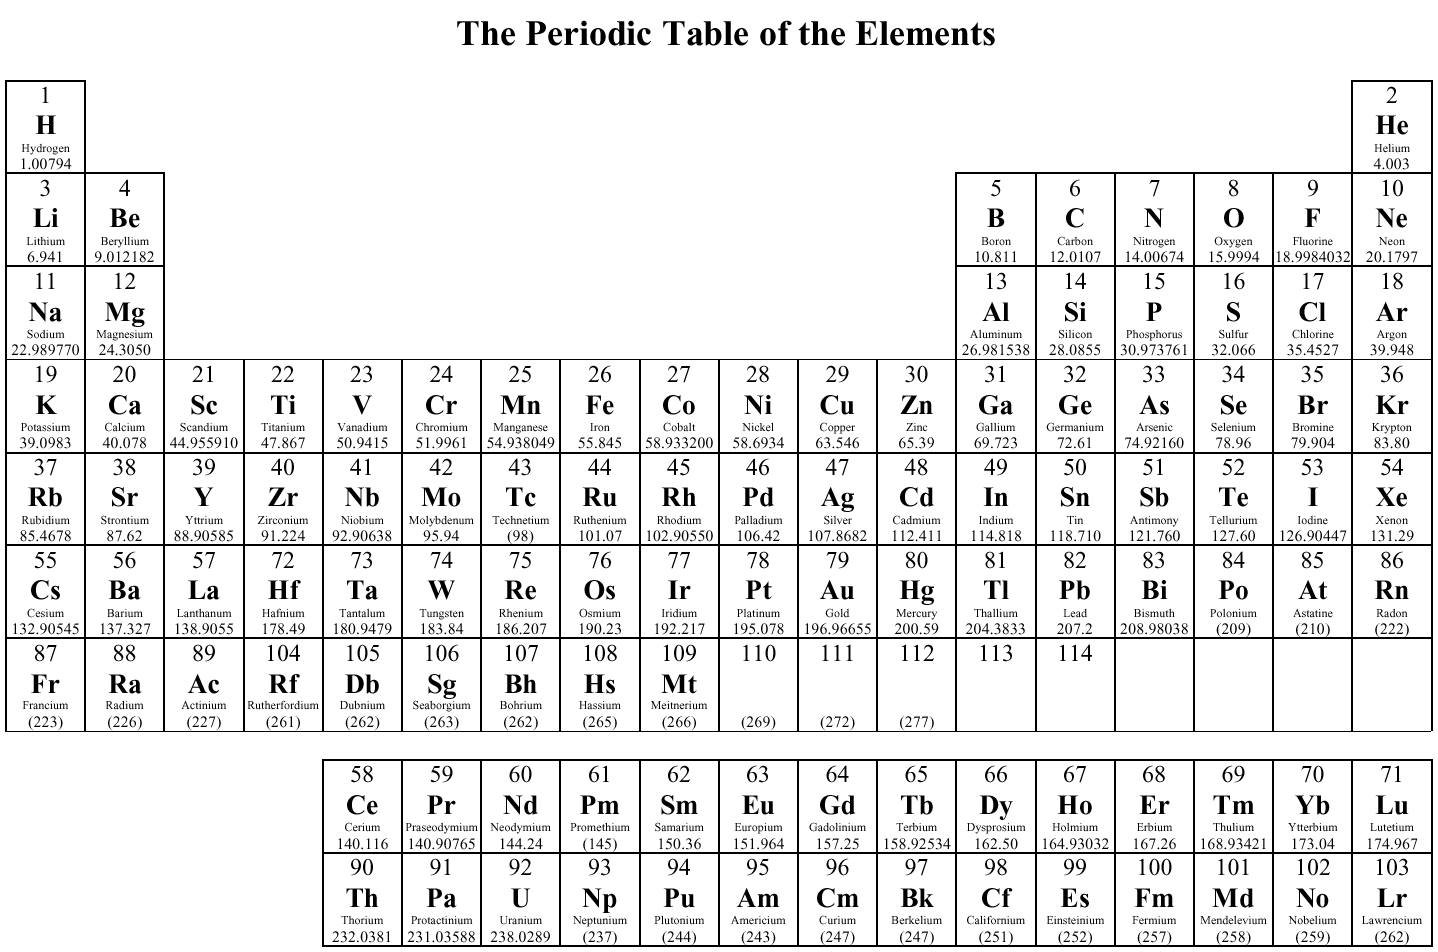 The Periodic Table of the Elements
1 2
H He
Hydrogen Helium
1.00794 4.003
3 4 5 6 7 8 9 10
Li Be B C N O F Ne
Lithium Beryllium Boron Carbon Nitrogen Oxygen Fluorine Neon
6.941 9.012182 10.811 12.0107 14.00674 15.9994 18.9984032 20.1797
11 12 13 14 15 16 17 18
Na Mg Al Si P S Cl Ar
Sodium Magnesium Aluminum Silicon Phosphorus Sulfur Chlorine Argon
22.989770 24.3050 26.981538 28.0855 30.973761 32.066 35.4527 39.948
19 20 21 22 23 24 25 26 27 28 29 30 31 32 33 34 35 36
K Ca Sc Ti V Cr Mn Fe Co Ni Cu Zn Ga Ge As Se Br Kr
Potassium Calcium Scandium Titanium Vanadium Chromium Manganese Iron Cobalt Nickel Copper Zinc Gallium Germanium Arsenic Selenium Bromine Krypton
39.0983 40.078 44.955910 47.867 50.9415 51.9961 54.938049 55.845 58.933200 58.6934 63.546 65.39 69.723 72.61 74.92160 78.96 79.904 83.80
37 38 39 40 41 42 43 44 45 46 47 48 49 50 51 52 53 54
Rb Sr Y Zr Nb Mo Tc Ru Rh Pd Ag Cd In Sn Sb Te I Xe
Rubidium Strontium Yttrium Zirconium Niobium Molybdenum Technetium Ruthenium Rhodium Palladium Silver Cadmium Indium Tin Antimony Tellurium Iodine Xenon
85.4678 87.62 88.90585 91.224 92.90638 95.94 (98) 101.07 102.90550 106.42 107.8682 112.411 114.818 118.710 121.760 127.60 126.90447 131.29
55 56 57 72 73 74 75 76 77 78 79 80 81 82 83 84 85 86
Cs Ba La Hf Ta W Re Os Ir Pt Au Hg Tl Pb Bi Po At Rn
Cesium Barium Lanthanum Hafnium Tantalum Tungsten Rhenium Osmium Iridium Platinum Gold Mercury Thallium Lead Bismuth Polonium Astatine Radon
132.90545 137.327 138.9055 178.49 180.9479 183.84 186.207 190.23 192.217 195.078 196.96655 200.59 204.3833 207.2 208.98038 (209) (210) (222)
87 88 89 104 105 106 107 108 109 110 111 112 113 114
Fr Ra Ac Rf Db Sg Bh Hs Mt
Francium Radium Actinium Rutherfordium Dubnium Seaborgium Bohrium Hassium Meitnerium
(223) (226) (227) (261) (262) (263) (262) (265) (266) (269) (272) (277)
58 59 60 61 62 63 64 65 66 67 68 69 70 71
Ce Pr Nd Pm Sm Eu Gd Tb Dy Ho Er Tm Yb Lu
Cerium Praseodymium Neodymium Promethium Samarium Europium Gadolinium Terbium Dysprosium Holmium Erbium Thulium Ytterbium Lutetium
140.116 140.90765 144.24 (145) 150.36 151.964 157.25 158.92534 162.50 164.93032 167.26 168.93421 173.04 174.967
90 91 92 93 94 95 96 97 98 99 100 101 102 103
Th Pa U Np Pu Am Cm Bk Cf Es Fm Md No Lr
Thorium Protactinium Uranium Neptunium Plutonium Americium Curium Berkelium Californium Einsteinium Fermium Mendelevium Nobelium Lawrencium
232.0381 231.03588 238.0289 (237) (244) (243) (247) (247) (251) (252) (257) (258) (259) (262)